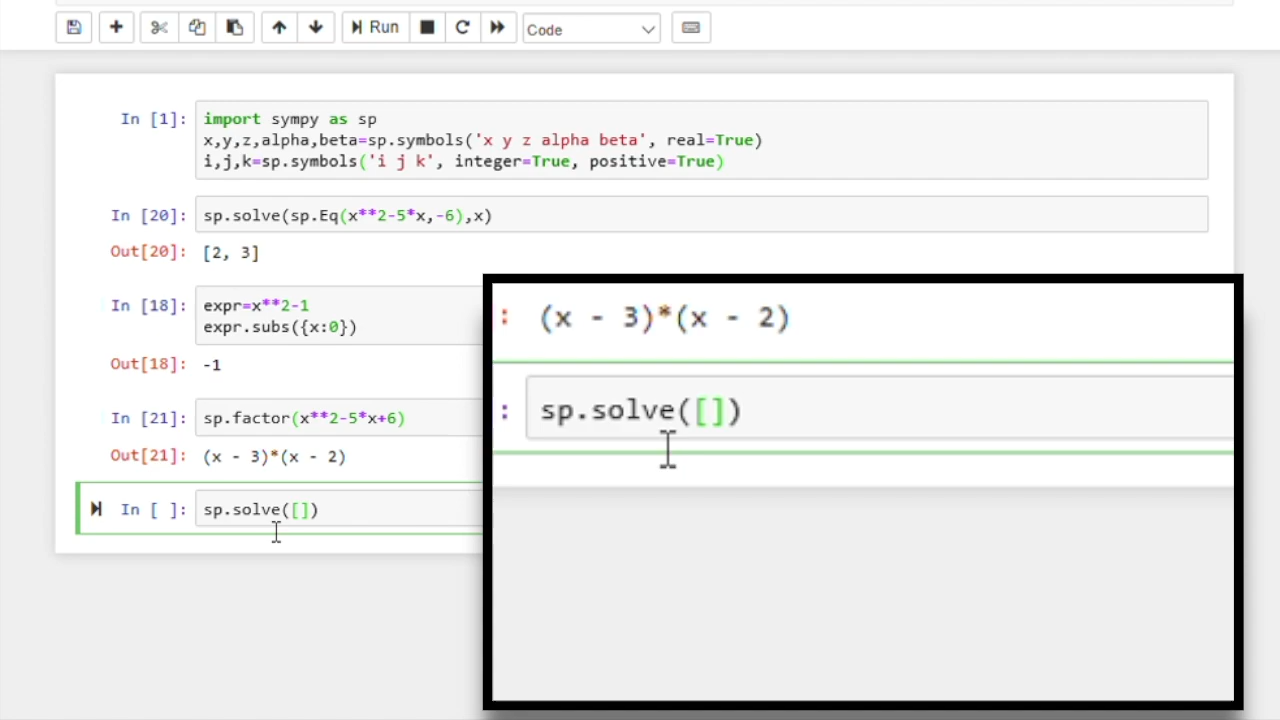 Run
Code
In [1]:
import sympy as sp
x,y,z,alpha,beta=sp.symbols('x y z alpha beta', real=True)
i,j,k=sp.symbols('i j k', integer=True, positive=True)
In [20]:
sp.solve(sp.Eq(x**2-5*x,-6),x)
Out[20]:
[2, 3]
In [18]:
expr=x**2-1
expr.subs({x:0})
Out[18]:
-1
In [21]:
sp.factor(x**2-5*x+6)
Out[21]:
(x - 3)*(x - 2)
In [ ]:
sp.solve([])
: (x - 3)*(x - 2)
: sp.solve([])